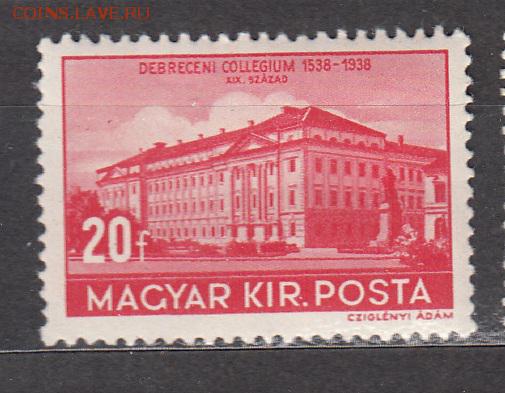 COINS.LAVE.RU
DEBRECENI COLLEGIUM 1538-1938
XIX. SZÁZAD
20f
MAGYAR KIR. POSTA
CZIGLÉNYI ÁDÁM